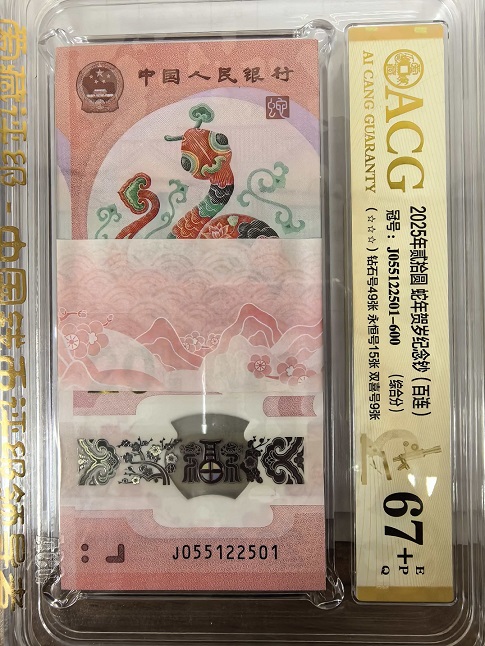 中国人民银行
J055122501
ACG
AI CANG GUARANTY
2025年贰拾圆 蛇年贺岁纪念钞（百连）
冠号：J055122501-600 （综合分）
（☆☆☆）钻石号49张 永恒号15张 双喜号9张
67+ E
P
Q